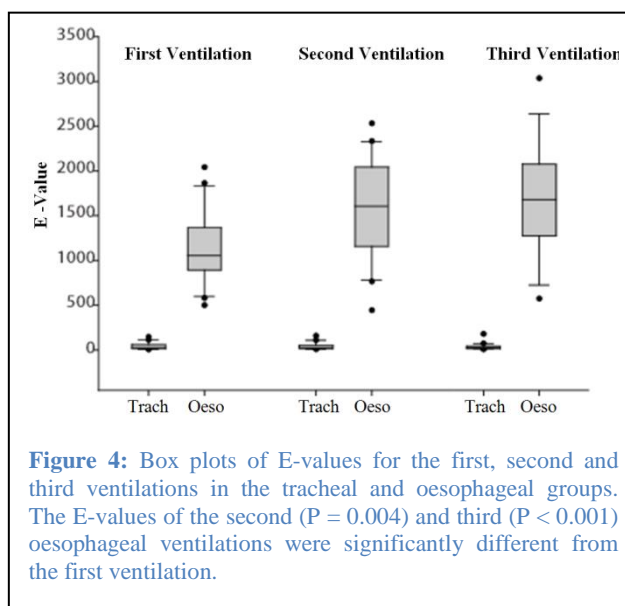 3500
First Ventilation Second Ventilation Third Ventilation
3000
2500
2000
E -Value
1500
1000
500
0
Trach Oeso Trach Oeso Trach Oeso
Figure 4: Box plots of E-values for the first, second and
third ventilations in the tracheal and oesophageal groups.
The E-values of the second (P = 0.004) and third (P < 0.001)
oesophageal ventilations were significantly different from
the first ventilation.